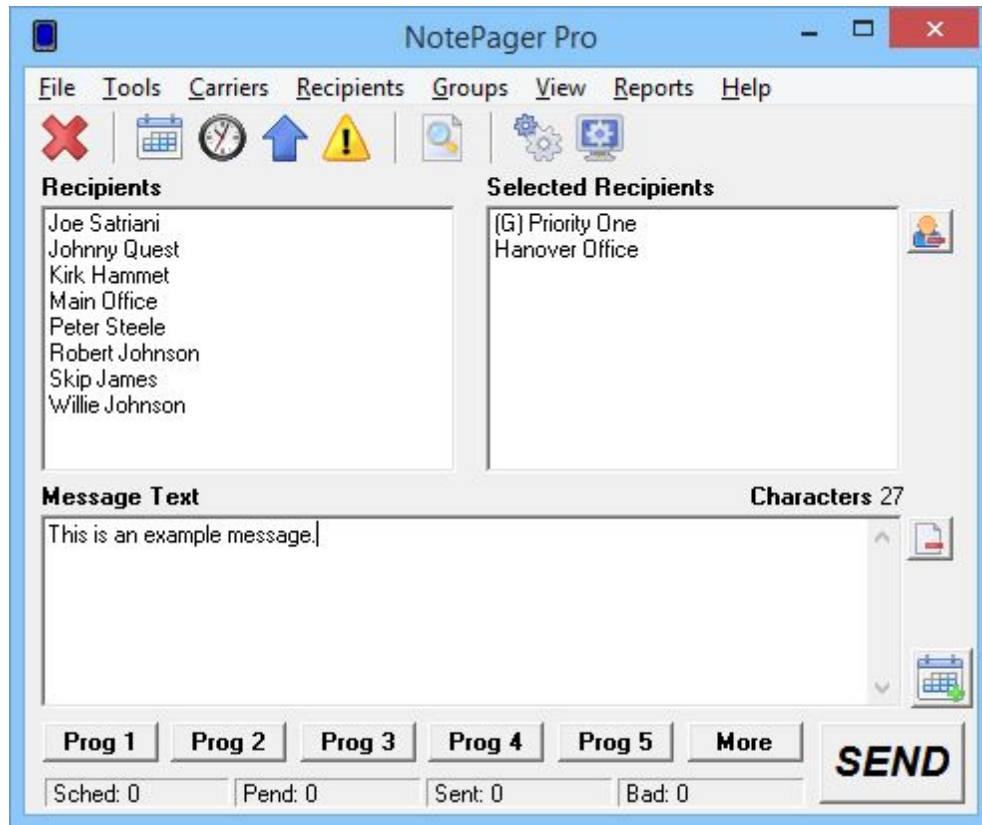 NotePager Pro
File Tools Carriers Recipients Groups View Reports Help
Recipients
Joe Satriani
Johnny Quest
Kirk Hammet
Main Office
Peter Steele
Robert Johnson
Skip James
Willie Johnson
Selected Recipients
(G) Priority One
Hanover Office
Message Text
Characters 27
This is an example message.
Prog 1 Prog 2 Prog 3 Prog 4 Prog 5 More
SEND
Sched: 0 Pend: 0 Sent: 0 Bad: 0